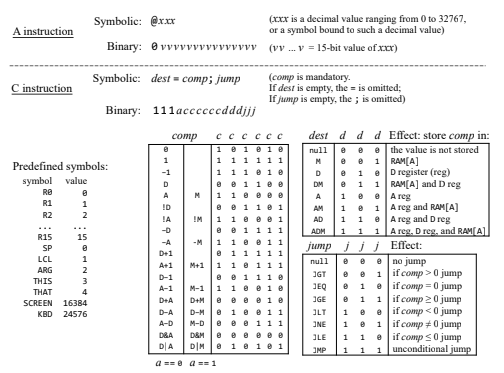 A instruction
Symbolic: @xxx
(xxx is a decimal value ranging from 0 to 32767,
or a symbol bound to such a decimal value)
Binary: 0 v v v v v v v v v v v v v v v
(vv ... v = 15-bit value of xxx)
C instruction
Symbolic: dest = comp ; jump
(comp is mandatory.
If dest is empty, the = is omitted;
If jump is empty, the ; is omitted)
Binary: 111accccccdddjjj
Predefined symbols:
symbol value
R0 0
R1 1
R2 2
... ...
R15 15
SP 0
LCL 1
ARG 2
THIS 3
THAT 4
SCREEN 16384
KBD 24576
comp c c c c c c
0 1 0 1 0 1 0
1 1 1 1 1 1 1
-1 1 1 1 0 1 0
D 0 0 1 1 0 0
A M 1 1 0 0 0 0
!D 0 0 1 1 0 1
!A !M 1 1 0 0 0 1
-D 0 0 1 1 1 1
-A -M 1 1 0 0 1 1
D+1 0 1 1 1 1 1
A+1 M+1 1 1 0 1 1 1
D-1 0 0 1 1 1 0
A-1 M-1 1 1 0 0 1 0
D+A D+M 0 0 0 0 1 0
D-A D-M 0 1 0 0 1 1
A-D M-D 0 0 0 1 1 1
D&A D&M 0 0 0 0 0 0
D|A D|M 0 1 0 1 0 1
a == 0 a == 1
dest d d d Effect: store comp in:
null 0 0 0 the value is not stored
M 0 0 1 RAM[A]
D 0 1 0 D register (reg)
DM 0 1 1 RAM[A] and D reg
A 1 0 0 A reg
AM 1 0 1 A reg and RAM[A]
AD 1 1 0 A reg and D reg
ADM 1 1 1 A reg, D reg, and RAM[A]
jump j j j Effect:
null 0 0 0 no jump
JGT 0 0 1 if comp > 0 jump
JEQ 0 1 0 if comp = 0 jump
JGE 0 1 1 if comp ≥ 0 jump
JLT 1 0 0 if comp < 0 jump
JNE 1 0 1 if comp ≠ 0 jump
JLE 1 1 0 if comp ≤ 0 jump
JMP 1 1 1 unconditional jump